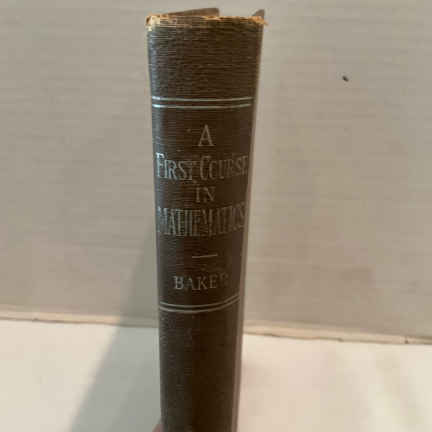 A
FIRST COURSE
IN
MATHEMATICS
BAKER